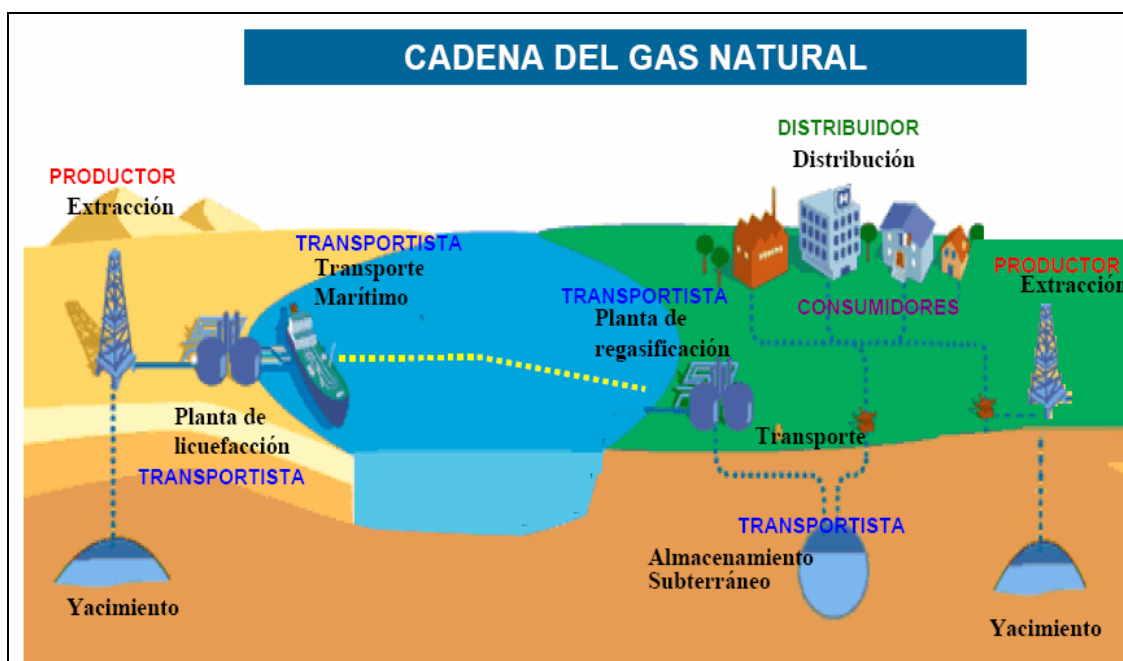 CADENA DEL GAS NATURAL
DISTRIBUIDOR
Distribución
PRODUCTOR
Extracción
TRANSPORTISTA
Transporte
Marítimo
TRANSPORTISTA
Planta de
regasificación
CONSUMIDORES
PRODUCTOR
Extracción
Planta de
licuefacción
TRANSPORTISTA
Transporte
TRANSPORTISTA
Almacenamiento
Subterráneo
Yacimiento
Yacimiento
H